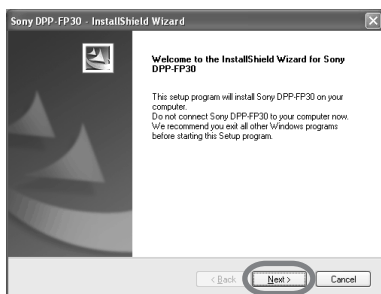 Sony DPP-FP30 - InstallShield Wizard
Welcome to the InstallShield Wizard for Sony
DPP-FP30
This setup program will install Sony DPP-FP30 on your
computer.
Do not connect Sony DPP-FP30 to your computer now.
We recommend you exit all other Windows programs
before starting this Setup program.
< Back Next > Cancel